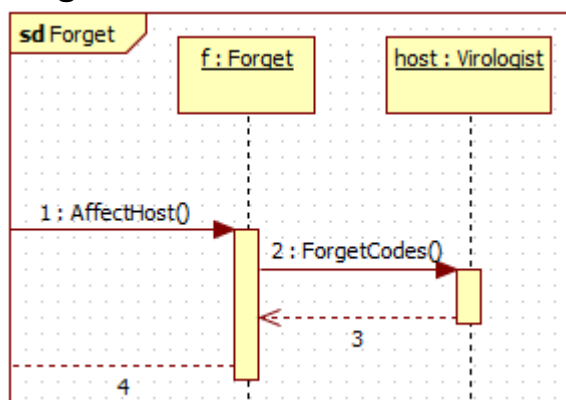 sd Forget
f : Forget
host : Virologist
1 : AffectHost()
2 : ForgetCodes()
3
4